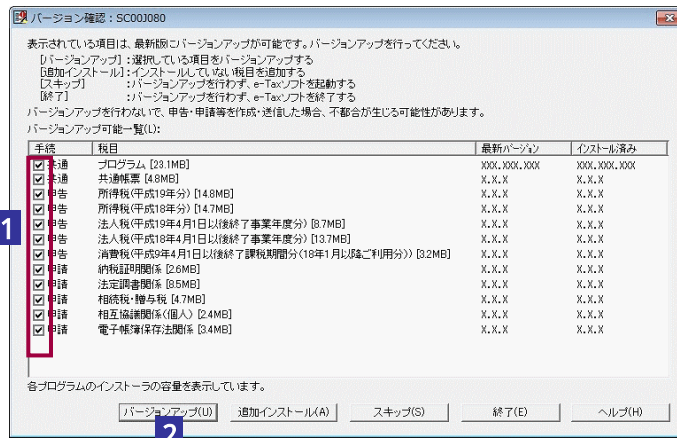 バージョン確認：SC00J080
表示されている項目は、最新版にバージョンアップが可能です。バージョンアップを行ってください。
[バージョンアップ]：選択している項目をバージョンアップする
[追加インストール]：インストールしていない税目を追加する
[スキップ]　　　：バージョンアップを行わず、e-Taxソフトを起動する
[終了]　　　　　：バージョンアップを行わず、e-Taxソフトを終了する
バージョンアップを行わないで、申告・申請等を作成・送信した場合、不都合が生じる可能性があります。
バージョンアップ可能一覧(L)：
手続 税目 最新バージョン インストール済み
共通 プログラム [23.1MB] XXX.XXX.XXX XXX.XXX.XXX
共通 共通帳票 [4.8MB] X.X.X X.X.X
申告 所得税(平成19年分) [14.8MB] X.X.X X.X.X
申告 所得税(平成18年分) [14.7MB] X.X.X X.X.X
申告 法人税(平成19年4月1日以後終了事業年度分) [8.7MB] X.X.X X.X.X
申告 法人税(平成18年4月1日以後終了事業年度分) [13.7MB] X.X.X X.X.X
申告 消費税(平成9年4月1日以後終了課税期間分(18年1月以降ご利用分)) [3.2MB] X.X.X X.X.X
申請 納税証明関係 [2.6MB] X.X.X X.X.X
申請 法定調書関係 [8.5MB] X.X.X X.X.X
申請 相続税・贈与税 [4.7MB] X.X.X X.X.X
申請 相互協議関係(個人) [2.4MB] X.X.X X.X.X
申請 電子帳簿保存法関係 [3.4MB] X.X.X X.X.X
1
各プログラムのインストーラの容量を表示しています。
バージョンアップ(U) 追加インストール(A) スキップ(S) 終了(E) ヘルプ(H)
2